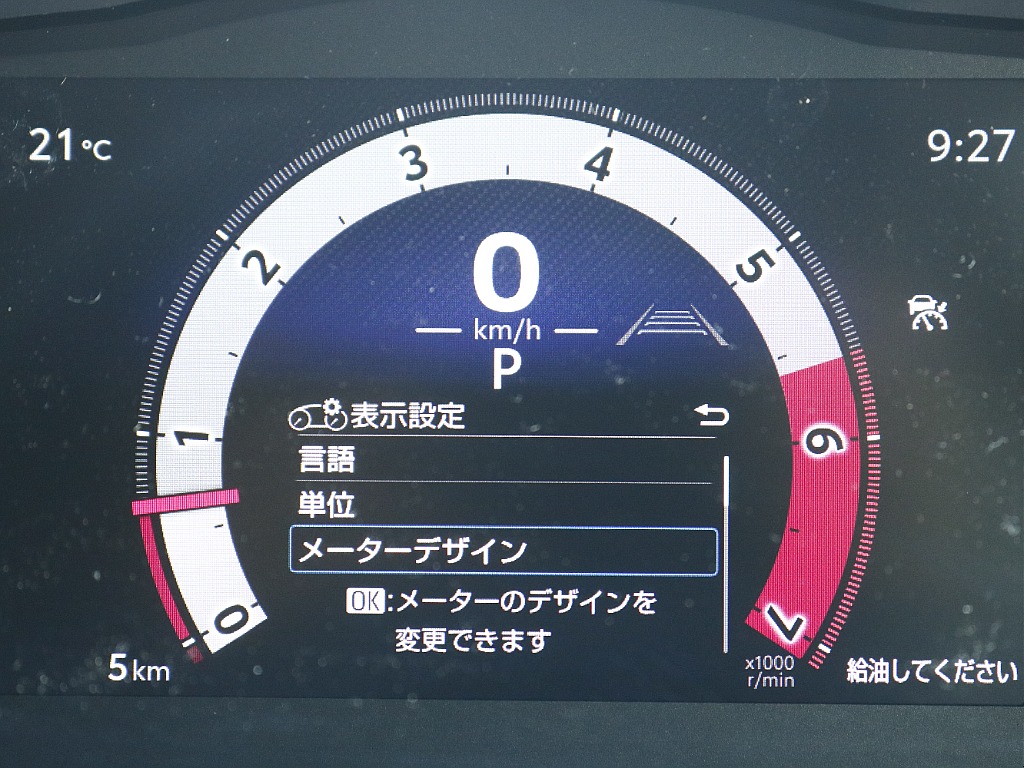 21℃
9:27
3
4
2
5
0
km/h
P
表示設定
1
6
言語
単位
メーターデザイン
OK:メーターのデザインを
変更できます
0
7
5km
x1000
r/min
給油してください